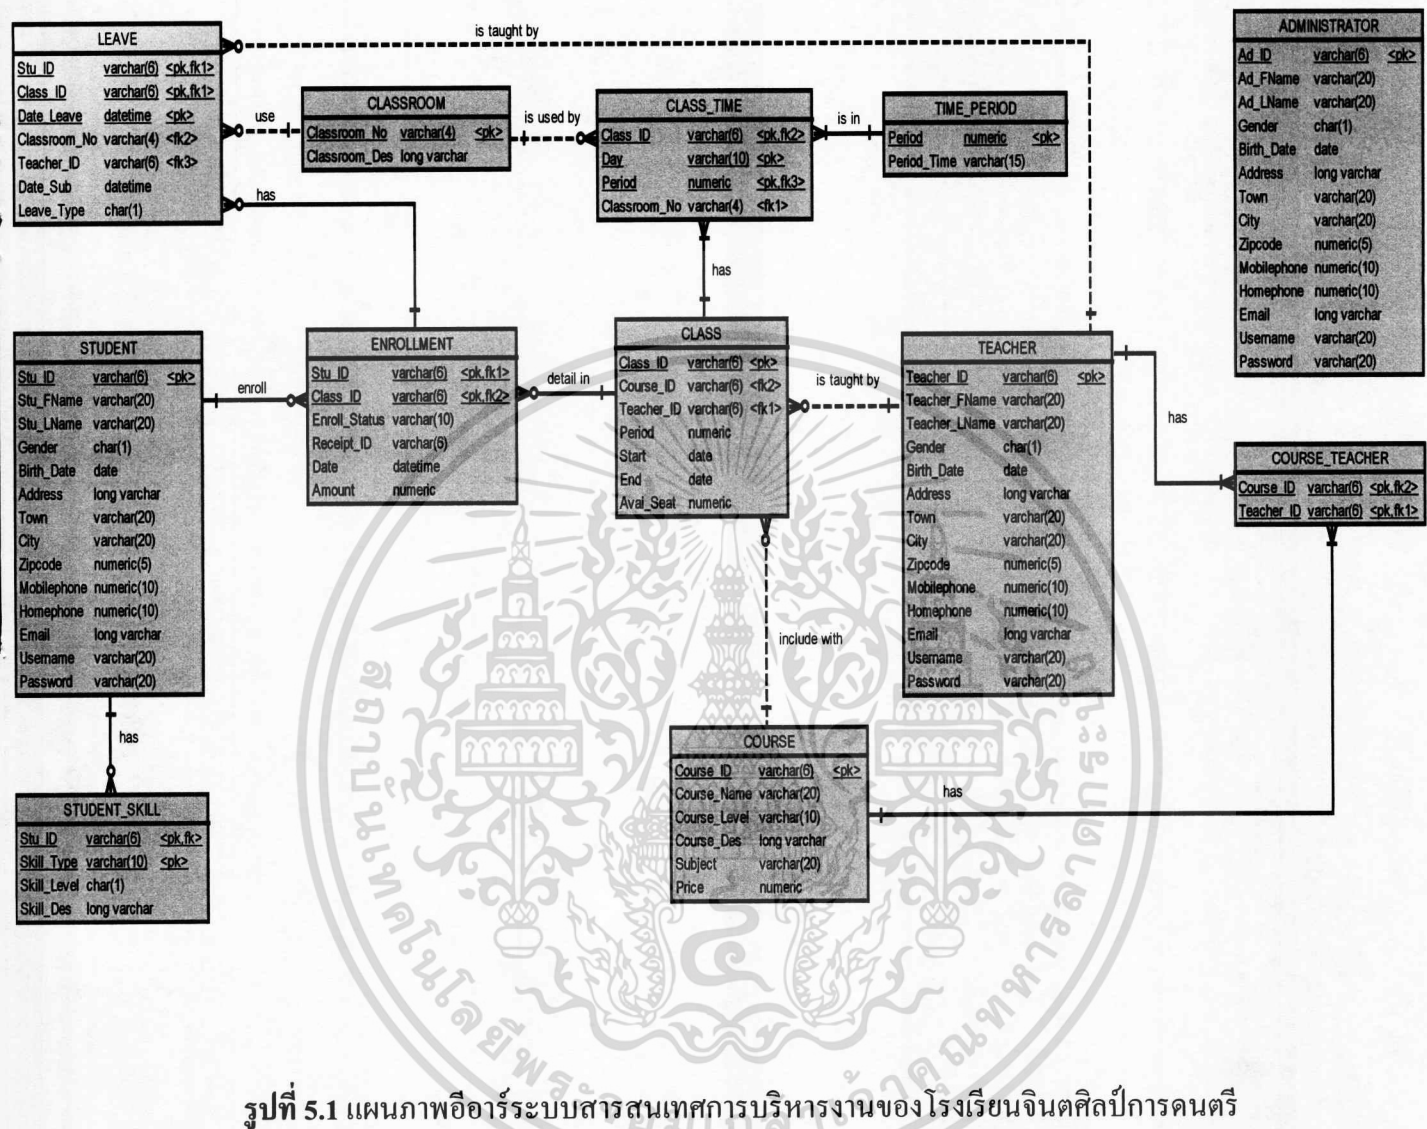 is taught by
LEAVE
Stu_ID varchar(6) <pk,fk1>
Class_ID varchar(6) <pk,fk1>
Date_Leave datetime <pk>
Classroom_No varchar(4) <fk2>
Teacher_ID varchar(6) <fk3>
Date_Sub datetime
Leave_Type char(1)
use
has
CLASSROOM
Classroom_No varchar(4) <pk>
Classroom_Des long varchar
is used by
CLASS_TIME
Class_ID varchar(6) <pk,fk2>
Day varchar(10) <pk>
Period numeric <pk,fk3>
Classroom_No varchar(4) <fk1>
is in
TIME_PERIOD
Period numeric <pk>
Period_Time varchar(15)
ADMINISTRATOR
Ad_ID varchar(6) <pk>
Ad_FName varchar(20)
Ad_LName varchar(20)
Gender char(1)
Birth_Date date
Address long varchar
Town varchar(20)
City varchar(20)
Zipcode numeric(5)
Mobilephone numeric(10)
Homephone numeric(10)
Email long varchar
Username varchar(20)
Password varchar(20)
has
STUDENT
Stu_ID varchar(6) <pk>
Stu_FName varchar(20)
Stu_LName varchar(20)
Gender char(1)
Birth_Date date
Address long varchar
Town varchar(20)
City varchar(20)
Zipcode numeric(5)
Mobilephone numeric(10)
Homephone numeric(10)
Email long varchar
Username varchar(20)
Password varchar(20)
enroll
ENROLLMENT
Stu_ID varchar(6) <pk,fk1>
Class_ID varchar(6) <pk,fk2>
Enroll_Status varchar(10)
Receipt_ID varchar(6)
Date datetime
Amount numeric
detail in
CLASS
Class_ID varchar(6) <pk>
Course_ID varchar(6) <fk2>
Teacher_ID varchar(6) <fk1>
Period numeric
Start date
End date
Aval_Seat numeric
is taught by
TEACHER
Teacher_ID varchar(6) <pk>
Teacher_FName varchar(20)
Teacher_LName varchar(20)
Gender char(1)
Birth_Date date
Address long varchar
Town varchar(20)
City varchar(20)
Zipcode numeric(5)
Mobilephone numeric(10)
Homephone numeric(10)
Email long varchar
Username varchar(20)
Password varchar(20)
has
COURSE_TEACHER
Course_ID varchar(6) <pk,fk2>
Teacher_ID varchar(6) <pk,fk1>
include with
has
STUDENT_SKILL
Stu_ID varchar(6) <pk,fk>
Skill_Type varchar(10) <pk>
Skill_Level char(1)
Skill_Des long varchar
COURSE
Course_ID varchar(6) <pk>
Course_Name varchar(20)
Course_Level varchar(10)
Course_Des long varchar
Subject varchar(20)
Price numeric
has
รูปที่ 5.1 แผนภาพอีอาร์ระบบสารสนเทศการบริหารงานของโรงเรียนจินตศิลป์การดนตรี